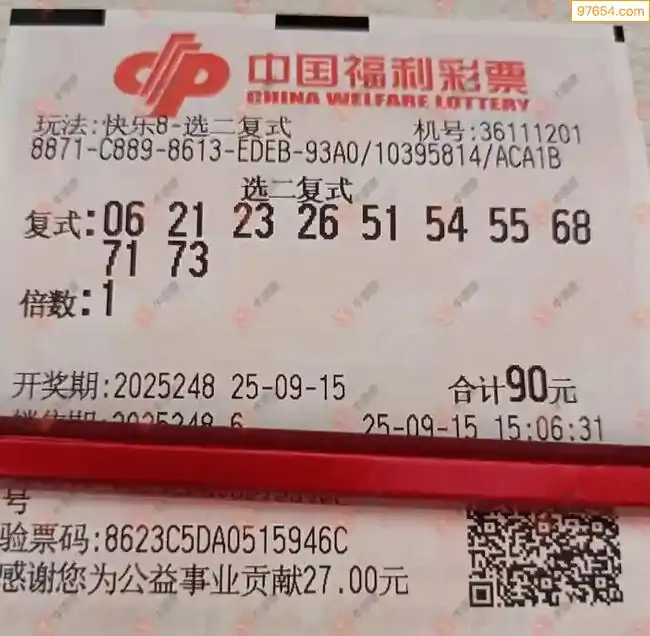 97654.com
中国福利彩票
CHINA WELFARE LOTTERY
玩法:快乐8-选二复式 机号:36111201
8871-C889-8613-EDEB-93A0/10395814/ACA1B
选二复式
复式:06 21 23 26 51 54 55 68
71 73
倍数:1
开奖期:2025248 25-09-15 合计90元
25-09-15 15:06:31
号
验票码:8623C5DA0515946C
感谢您为公益事业贡献27.00元